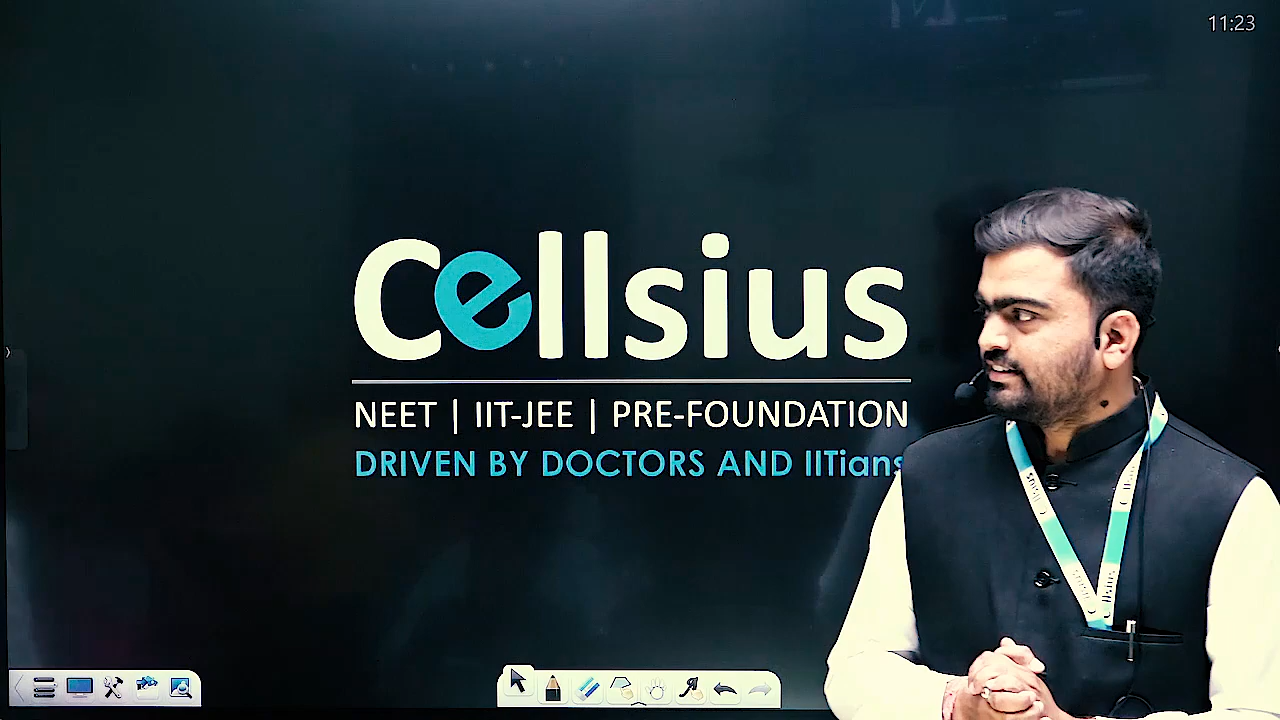 11:23
Cellsius
NEET | IIT-JEE | PRE-FOUNDATION
DRIVEN BY DOCTORS AND IITians